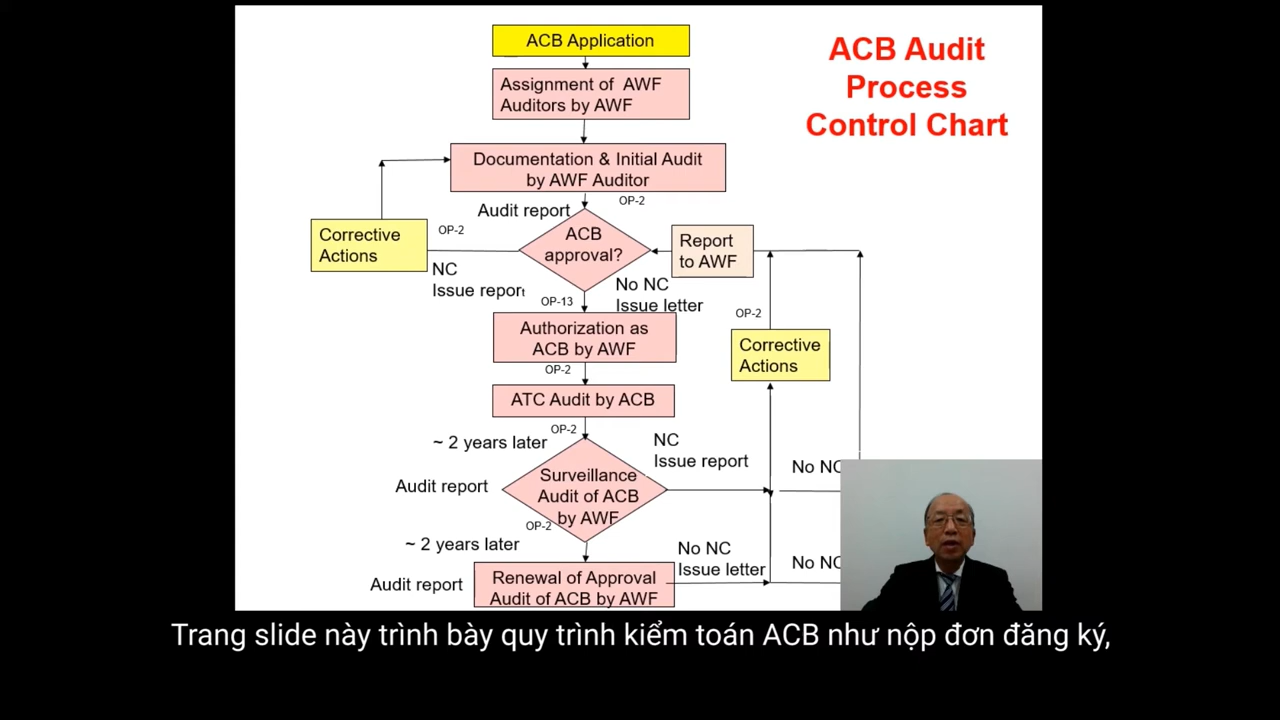 ACB Application
ACB Audit
Process
Control Chart
Assignment of AWF
Auditors by AWF
Documentation & Initial Audit
by AWF Auditor
OP-2
Audit report
Corrective
Actions
OP-2
ACB
approval?
Report
to AWF
NC
Issue report
No NC
Issue letter
OP-13
OP-2
Authorization as
ACB by AWF
Corrective
Actions
OP-2
ATC Audit by ACB
OP-2
~ 2 years later
NC
Issue report
No NC
Audit report
Surveillance
Audit of ACB
by AWF
OP-2
~ 2 years later
No NC
Issue letter
No NC
Audit report
Renewal of Approval
Audit of ACB by AWF
Trang slide này trình bày quy trình kiểm toán ACB như nộp đơn đăng ký,